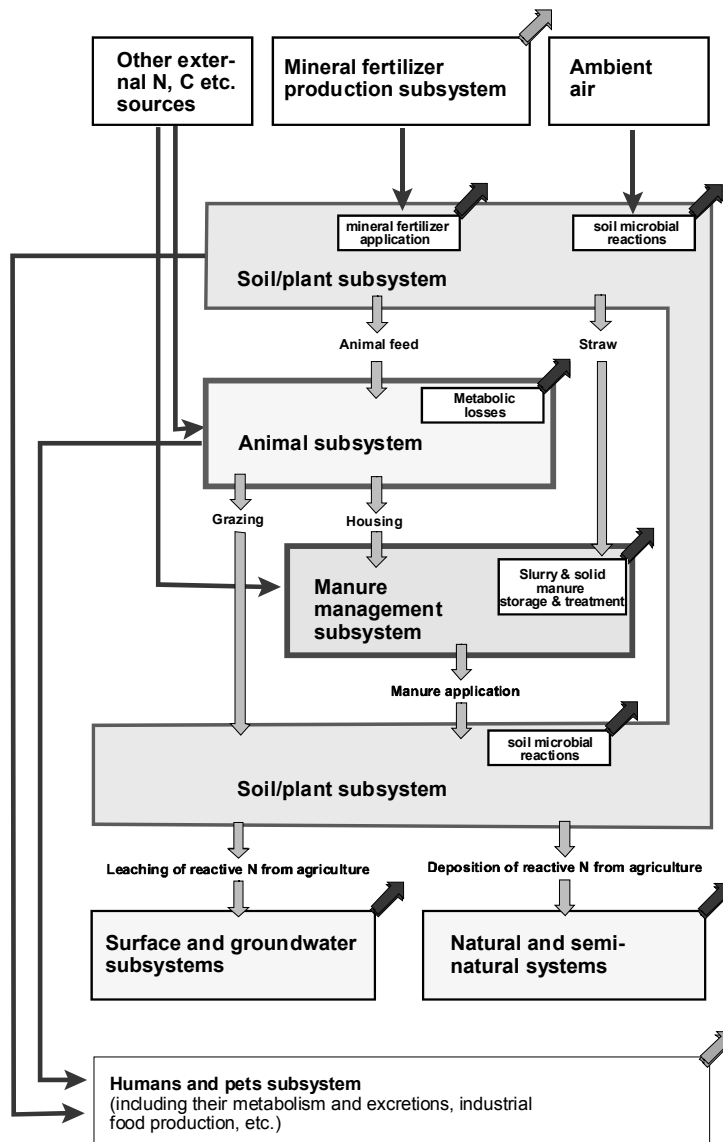 Other exter-
nal N, C etc.
sources
Mineral fertilizer
production subsystem
Ambient
air
mineral fertilizer
application
soil microbial
reactions
Soil/plant subsystem
Animal feed
Straw
Metabolic
losses
Animal subsystem
Grazing
Housing
Slurry & solid
manure
storage & treatment
Manure
management
subsystem
Manure application
soil microbial
reactions
Soil/plant subsystem
Leaching of reactive N from agriculture
Deposition of reactive N from agriculture
Surface and groundwater
subsystems
Natural and semi-
natural systems
Humans and pets subsystem
(including their metabolism and excretions, industrial
food production, etc.)